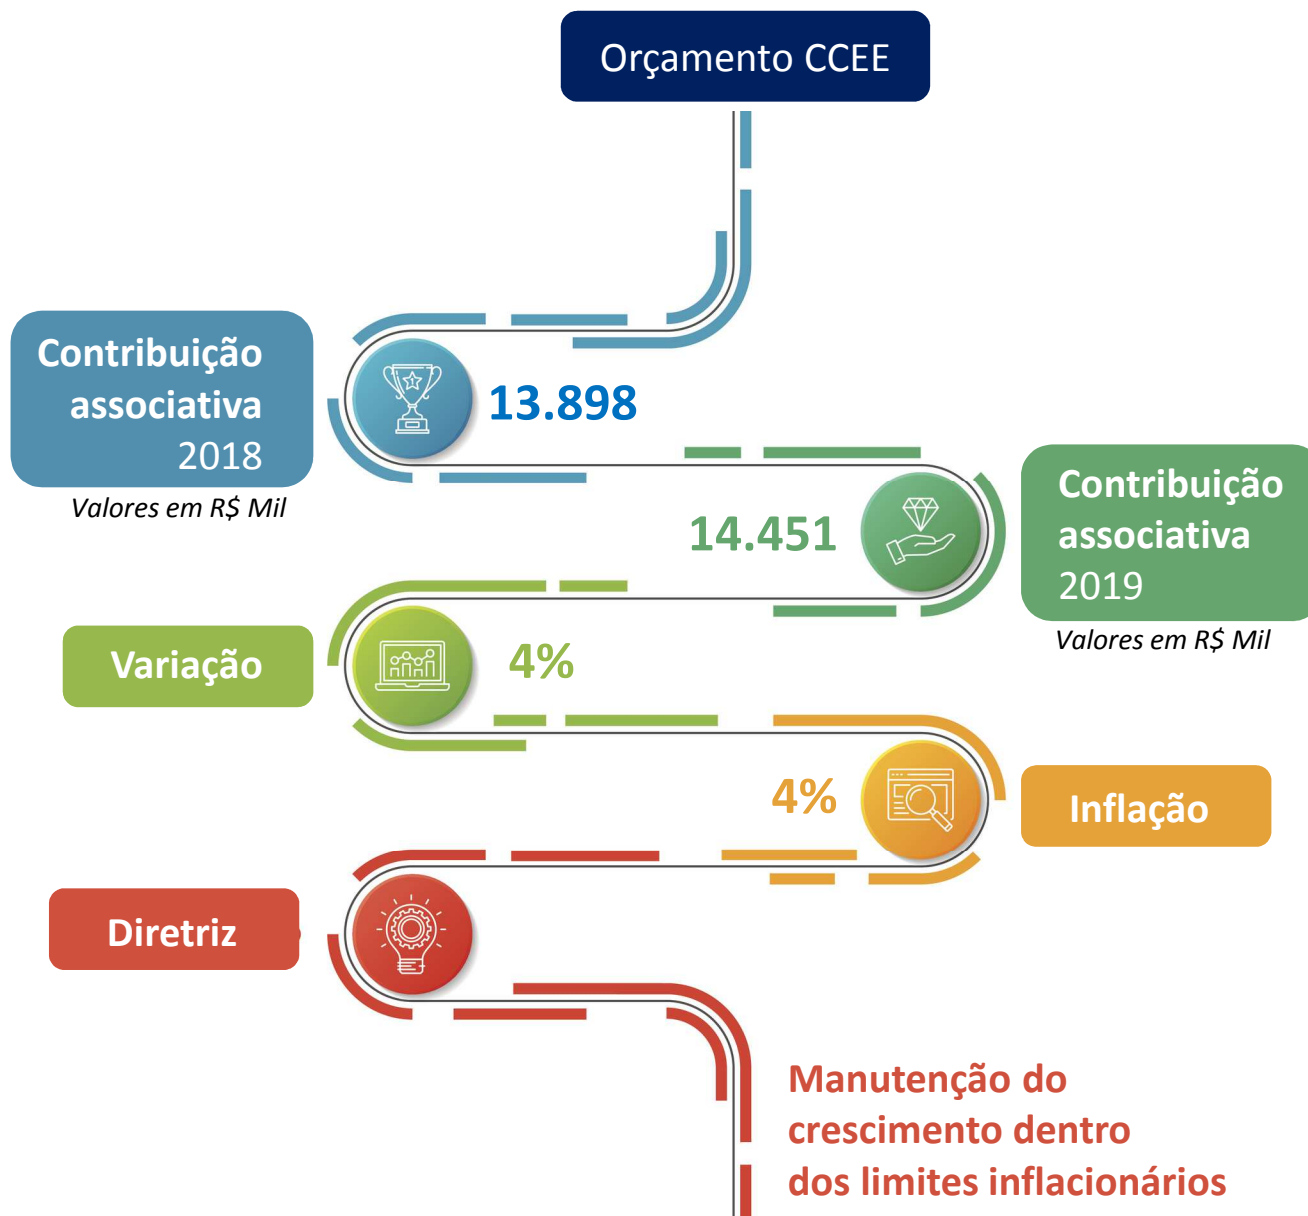 Orçamento CCEE
Contribuição
associativa
2018
Valores em R$ Mil
13.898
14.451
Contribuição
associativa
2019
Valores em R$ Mil
Variação
4%
4%
Inflação
Diretriz
Manutenção do
crescimento dentro
dos limites inflacionários